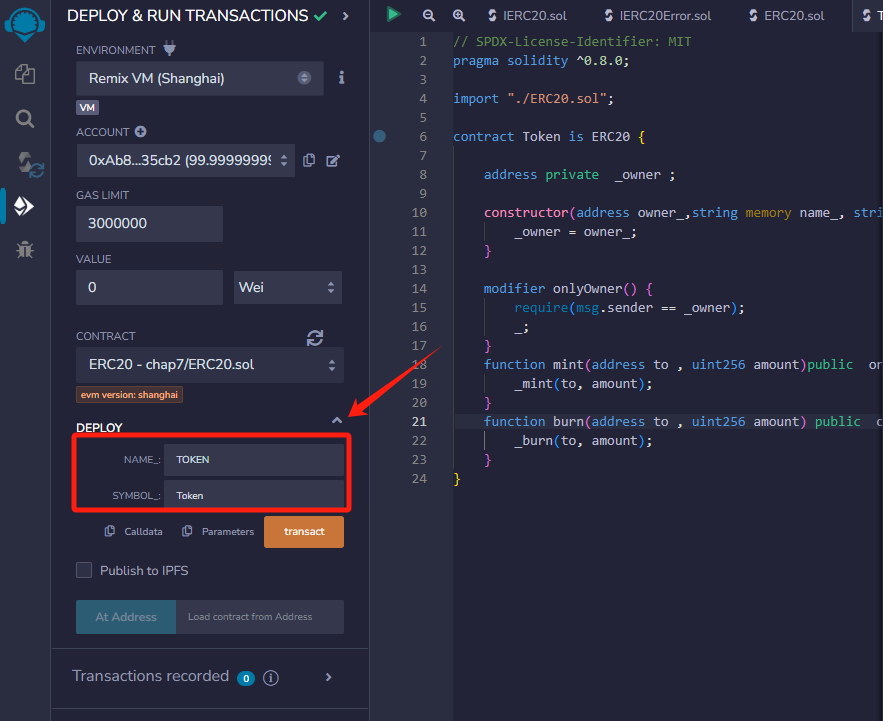 DEPLOY & RUN TRANSACTIONS
ENVIRONMENT
Remix VM (Shanghai)
VM
ACCOUNT
0xAb8...35cb2 (99.99999999
GAS LIMIT
3000000
VALUE
0
Wei
CONTRACT
ERC20 - chap7/ERC20.sol
evm version: shanghai
DEPLOY
NAME_: TOKEN
SYMBOL_: Token
Calldata Parameters transact
Publish to IPFS
At Address Load contract from Address
Transactions recorded 0 i
IERC20.sol IERC20Error.sol ERC20.sol T
1 // SPDX-License-Identifier: MIT
2 pragma solidity ^0.8.0;
3
4 import "./ERC20.sol";
5
6 contract Token is ERC20 {
7
8 address private _owner ;
9
10 constructor(address owner_,string memory name_, stri
11 _owner = owner_;
12 }
13
14 modifier onlyOwner() {
15 require(msg.sender == _owner);
16 _;
17 }
18 function mint(address to , uint256 amount)public or
19 _mint(to, amount);
20 }
21 function burn(address to , uint256 amount) public o
22 _burn(to, amount);
23 }
24 }